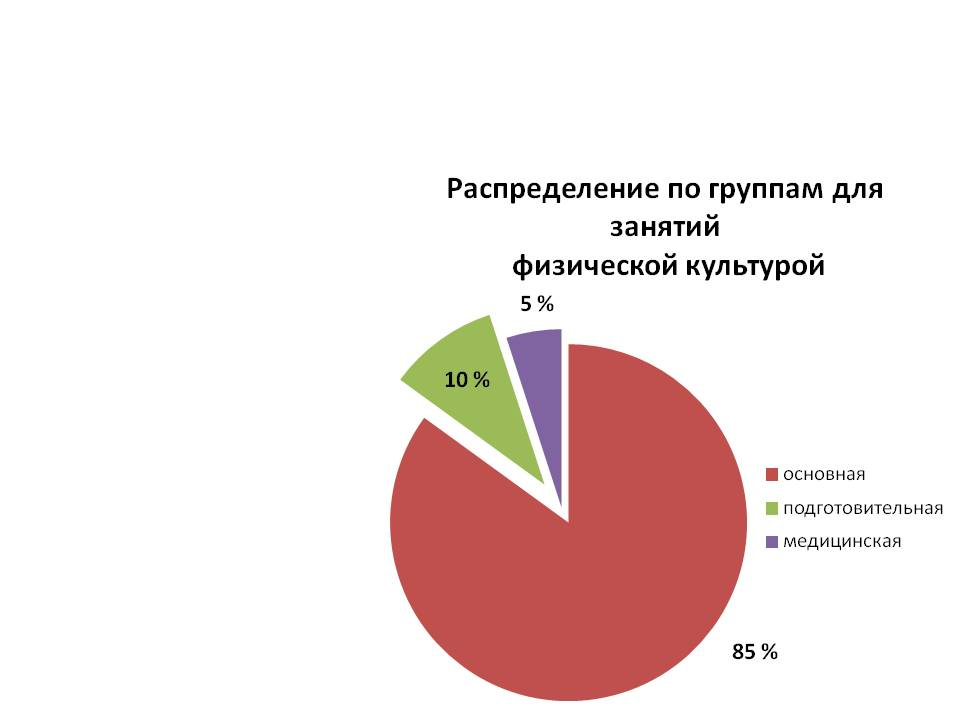 Распределение по группам для
занятий
физической культурой
5 %
10 %
основная
подготовительная
медицинская
85 %